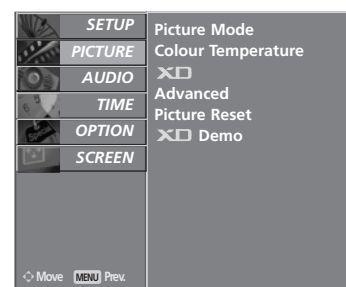 SETUP
PICTURE
AUDIO
TIME
OPTION
SCREEN
Move MENU Prev.
Picture Mode
Colour Temperature
XD
Advanced
Picture Reset
XD Demo